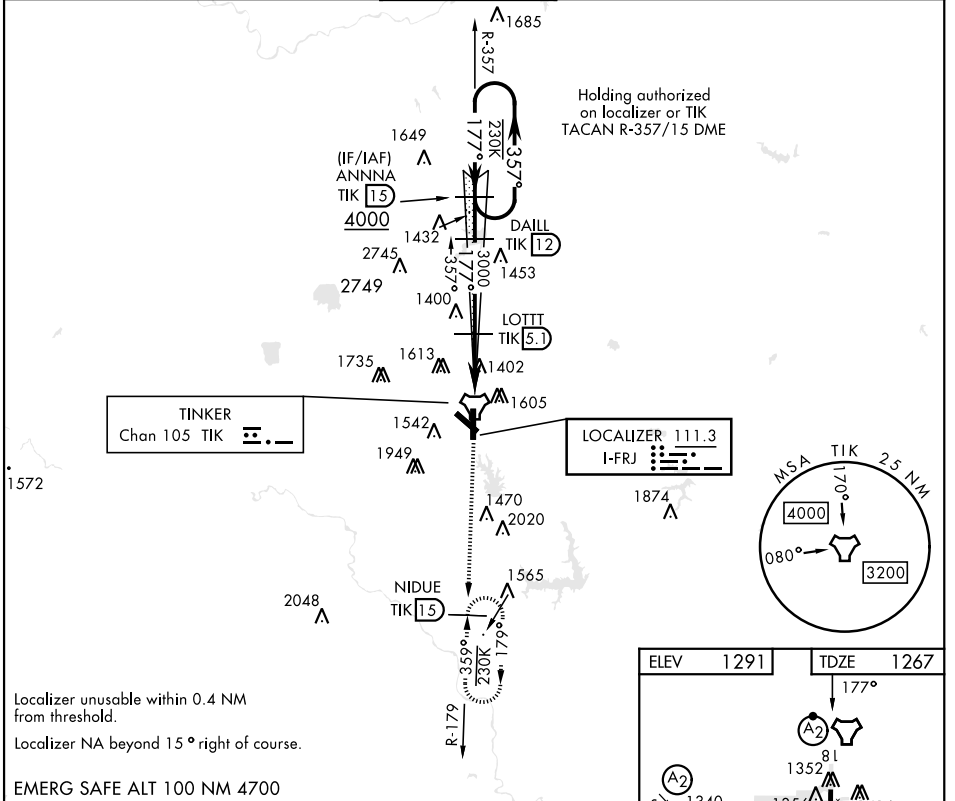 1685
R-357
Holding authorized
on localizer or TIK
TACAN R-357/15 DME
177°
230K
357°
1649
(IF/IAF)
ANNNA
TIK 15
4000
1432
DAILL
TIK 12
2745
1453
2749
357°
177°
3000
1400
LOTTT
TIK 5.1
1735
1613
1402
1605
TINKER
Chan 105 TIK
1542
LOCALIZER 111.3
I-FRJ
1949
1572
1470
2020
1874
MSA TIK 25 NM
170°
4000
080°
3200
NIDUE
TIK 15
1565
2048
359°
230K
179°
R-179
Localizer unusable within 0.4 NM
from threshold.
Localizer NA beyond 15° right of course.
EMERG SAFE ALT 100 NM 4700
ELEV 1291
TDZE 1267
177°
A2
18
1352
A2
1340